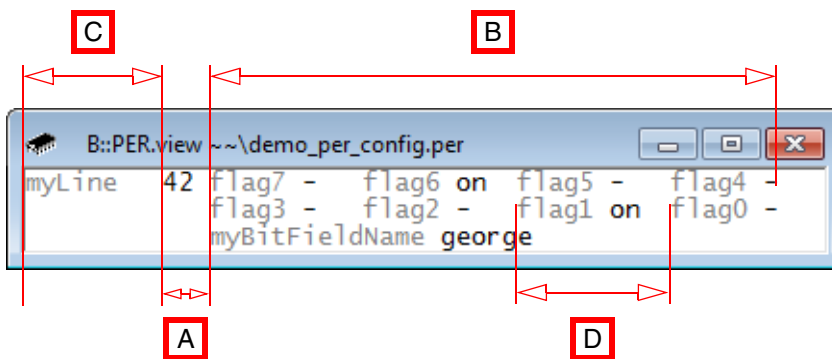 C B
B::PER.view ~~\demo_per_config.per
myLine 42 flag7 - flag6 on flag5 - flag4 -
flag3 - flag2 - flag1 on flag0 -
myBitFieldName george
A D